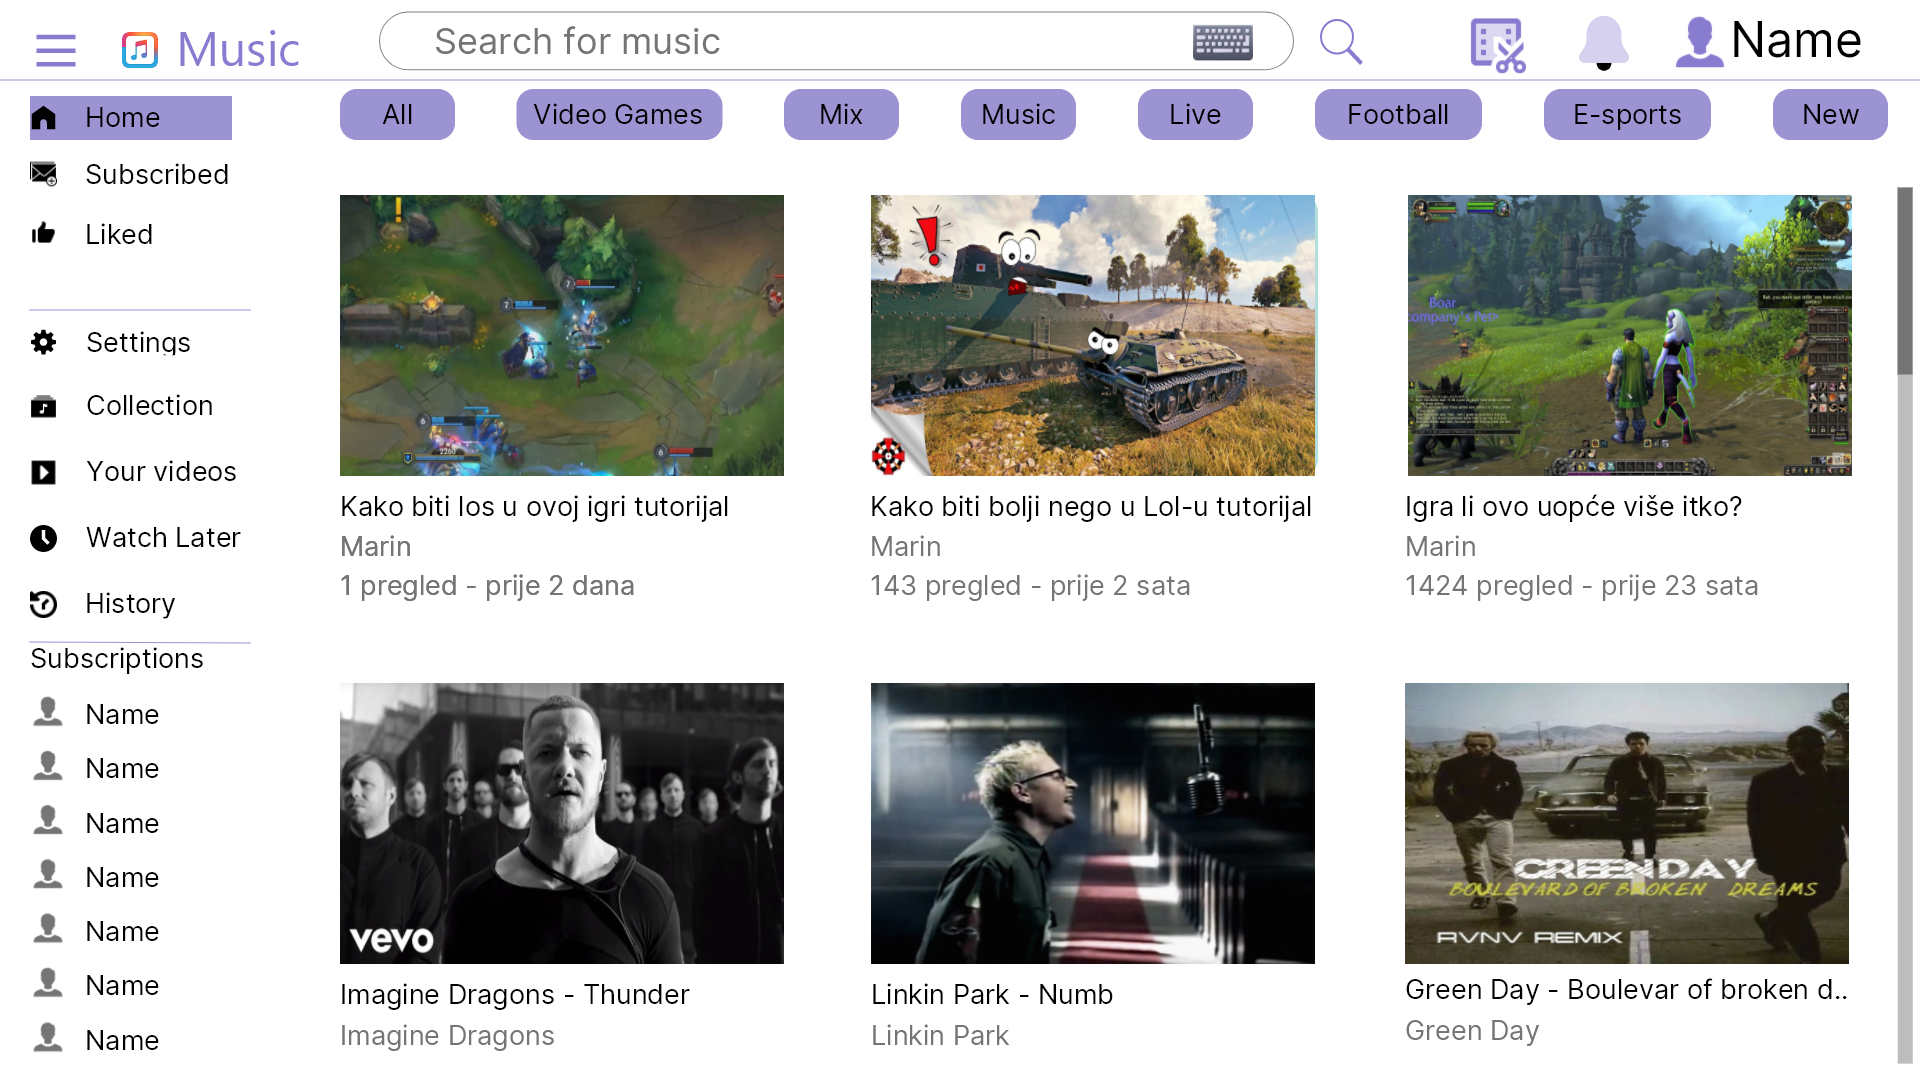 Music
Search for music
Name
Home
Subscribed
Liked
Settings
Collection
Your videos
Watch Later
History
Subscriptions
Name
Name
Name
Name
Name
Name
Name
All
Video Games
Mix
Music
Live
Football
E-sports
New
7
7
6
2260
6
Boar
Kako biti los u ovoj igri tutorijal
Marin
1 pregled - prije 2 dana
Kako biti bolji nego u Lol-u tutorijal
Marin
143 pregled - prije 2 sata
Igra li ovo uopće više itko?
Marin
1424 pregled - prije 23 sata
vevo
GREEN DAY
BOULEVARD OF BROKEN DREAMS
RVNV REMIX
Imagine Dragons - Thunder
Imagine Dragons
Linkin Park - Numb
Linkin Park
Green Day - Boulevar of broken d..
Green Day